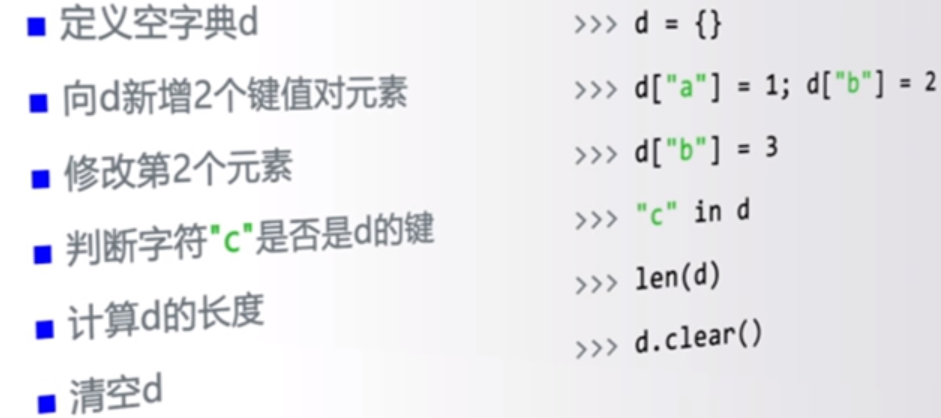 定义空字典d
>>> d = {}
向d新增2个键值对元素
>>> d["a"] = 1; d["b"] = 2
修改第2个元素
>>> d["b"] = 3
判断字符"c"是否是d的键
>>> "c" in d
计算d的长度
>>> len(d)
清空d
>>> d.clear()